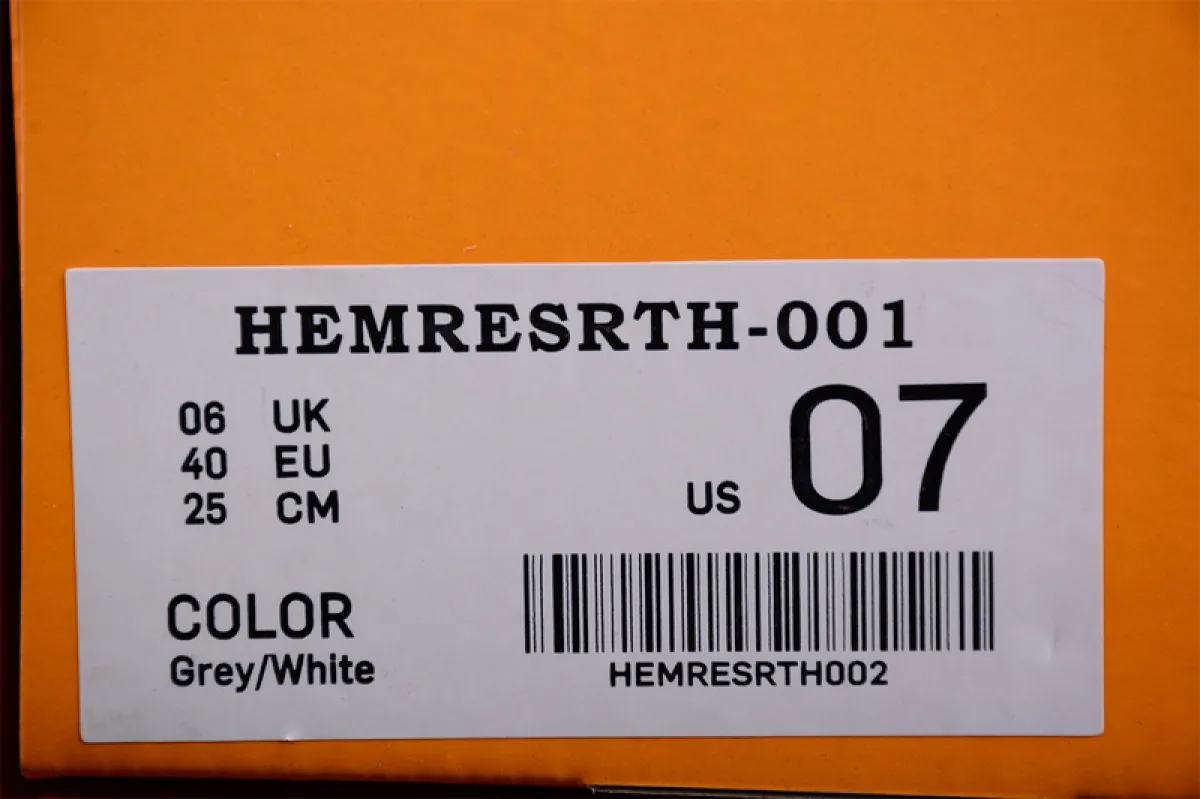 HEMRESRTH-001
06 UK
40 EU
25 CM
US 07
COLOR
Grey/White
HEMRESRTH002